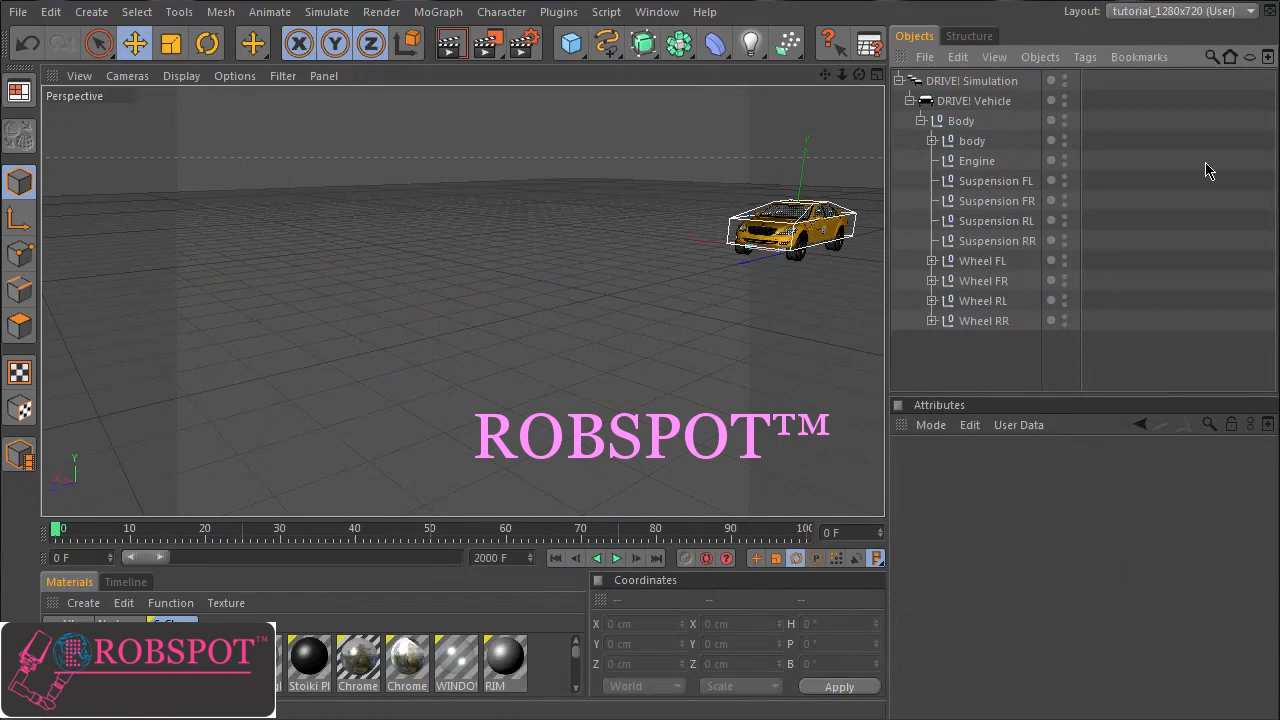 File Edit Create Select Tools Mesh Animate Simulate Render MoGraph Character Plugins Script Window Help Layout: tutorial_1280x720 (User)
X Y Z
Objects Structure
File Edit View Objects Tags Bookmarks
View Cameras Display Options Filter Panel
Perspective
DRIVE! Simulation
DRIVE! Vehicle
Body
body
Engine
Suspension FL
Suspension FR
Suspension RL
Suspension RR
Wheel FL
Wheel FR
Wheel RL
Wheel RR
Y
ROBSPOT™
Y
X
Z
Attributes
Mode Edit User Data
0 10 20 30 40 50 60 70 80 90 100 0 F
0 F 2000 F
Materials Timeline
Create Edit Function Texture
Coordinates
-- -- --
X 0 cm X 0 cm H 0 °
Y 0 cm Y 0 cm P 0 °
Z 0 cm Z 0 cm B 0 °
World Scale Apply
ROBSPOT™
Stoiki Pl Chrome Chrome WINDO RIM